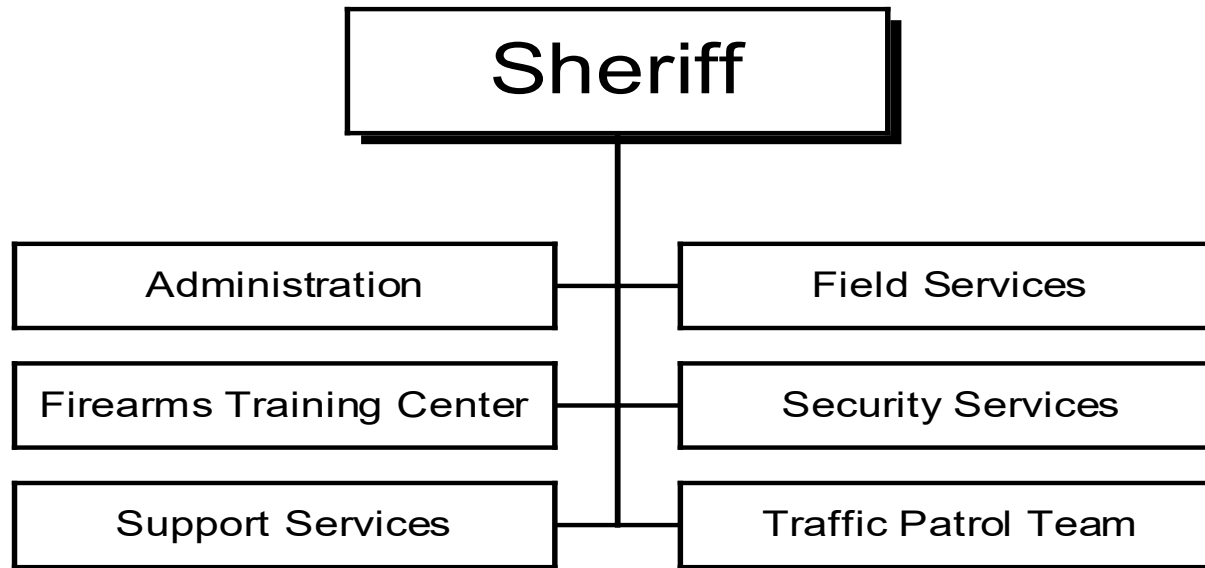 Sheriff
Administration
Field Services
Firearms Training Center
Security Services
Support Services
Traffic Patrol Team